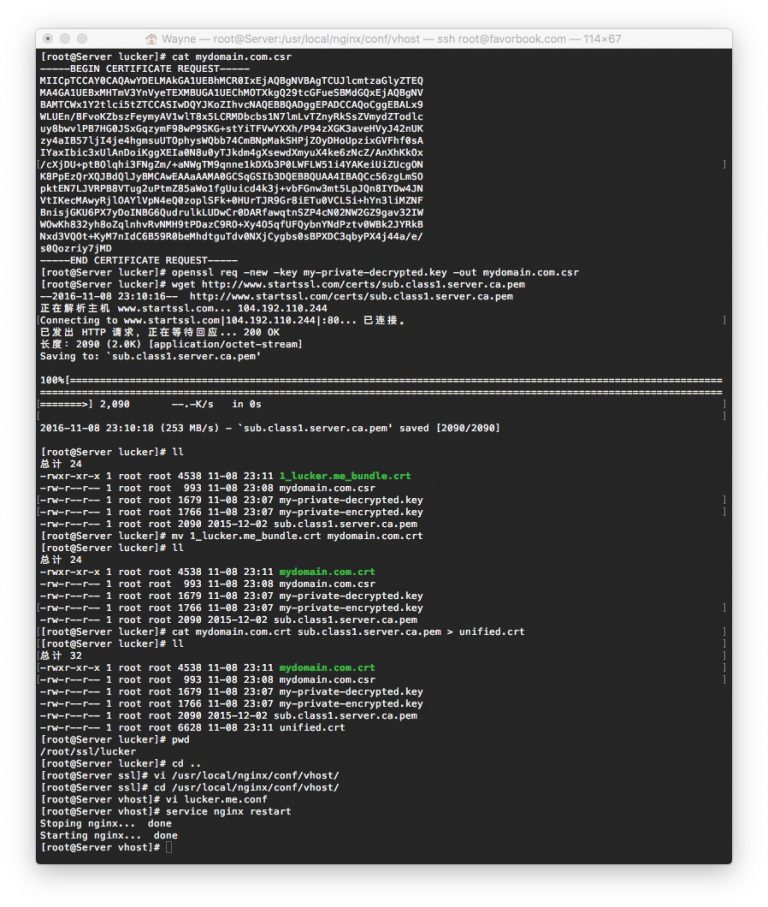 Wayne — root@Server:/usr/local/nginx/conf/vhost — ssh root@favorbook.com — 114×67
[root@Server lucker]# cat mydomain.com.csr
-----BEGIN CERTIFICATE REQUEST-----
MIICpTCCAY0CAQAwYDELMAkGA1UEBhMCR0IxEjAQBgNVBAgTCUJlcmtzaGlyZTEQ
MA4GA1UEBxMHTmV3YnVyeTEXMBUGA1UEChMOTXkgQ29tcGFueSBMdGQxEjAQBgNV
BAMTCWx1Y2tlci5tZTCCASIwDQYJKoZIhvcNAQEBBQADggEPADCCAQoCggEBALx9
WLUEn/BFvoKZbszFeymyAV1wlT8x5LCRMDbcbs1N7lmLvTZnyRkSsZVmydZTodlc
uy8bwvlPB7HG0JSxGqzymF98wP9SKG+stYiTFVwYXXh/P94zXGK3aveHVyJ42nUK
zy4aIB57ljI4je4hgmsuUTOphysWQbb74CmBNpMakSHPjZOyDHoUpzixGVFhf0sA
IYaxIbic3xUlAnDoiKggXEIa0N8u0yTJkdm4gXsewdXmyuX4ke6zNcZ/AnXhKkOx
/cXjDU+ptBOlqhi3FNgZm/+aNWgTM9qnne1kDXb3P0LWFLW51i4YAKeiUiZUcgON
K8PpEzQrXQJBdQlJyBMCAwEAAaAAMA0GCSqGSIb3DQEBBQUAA4IBAQCc56zgLmSO
pktEN7LJVRPB8VTug2uPtmZ85aWo1fgUuicd4k3j+vbFGnw3mt5LpJQn8IYDw4JN
VtIKecMAwyRjlOAYlVpN4eQ0zoplSFk+0HUrTJR9Gr8iETu0VCLSi+hYn3liMZNF
BnisjGKU6PX7yDoINBG6QudrulkLUDwCr0DARfawqtnSZP4cN02NW2GZ9gav32IW
WOwKh832yh8oZqlnhvRvNMH9tPDazC9RO+Xy4O5qfUFQybnYNdPztv0WBk2JYRkB
Nxd3VQOt+KyM7nIdC6B59R0beMhdtguTdv0NXjCygbs0sBPXDC3qbyPX4j44a/e/
s0Qozriy7jMD
-----END CERTIFICATE REQUEST-----
[root@Server lucker]# openssl req -new -key my-private-decrypted.key -out mydomain.com.csr
[root@Server lucker]# wget http://www.startssl.com/certs/sub.class1.server.ca.pem
--2016-11-08 23:10:16--  http://www.startssl.com/certs/sub.class1.server.ca.pem
正在解析主机 www.startssl.com... 104.192.110.244
Connecting to www.startssl.com|104.192.110.244|:80... 已连接。
已发出 HTTP 请求，正在等待回应... 200 OK
长度：2090 (2.0K) [application/octet-stream]
Saving to: `sub.class1.server.ca.pem'
100%[==============================================================================================================
==================================================================================================================
=======>] 2,090       --.-K/s   in 0s
2016-11-08 23:10:18 (253 MB/s) - `sub.class1.server.ca.pem' saved [2090/2090]
[root@Server lucker]# ll
总计 24
-rwxr-xr-x 1 root root 4538 11-08 23:11 1_lucker.me_bundle.crt
-rw-r--r-- 1 root root  993 11-08 23:08 mydomain.com.csr
-rw-r--r-- 1 root root 1679 11-08 23:07 my-private-decrypted.key
-rw-r--r-- 1 root root 1766 11-08 23:07 my-private-encrypted.key
-rw-r--r-- 1 root root 2090 2015-12-02 sub.class1.server.ca.pem
[root@Server lucker]# mv 1_lucker.me_bundle.crt mydomain.com.crt
[root@Server lucker]# ll
总计 24
-rwxr-xr-x 1 root root 4538 11-08 23:11 mydomain.com.crt
-rw-r--r-- 1 root root  993 11-08 23:08 mydomain.com.csr
-rw-r--r-- 1 root root 1679 11-08 23:07 my-private-decrypted.key
-rw-r--r-- 1 root root 1766 11-08 23:07 my-private-encrypted.key
-rw-r--r-- 1 root root 2090 2015-12-02 sub.class1.server.ca.pem
[root@Server lucker]# cat mydomain.com.crt sub.class1.server.ca.pem > unified.crt
[root@Server lucker]# ll
总计 32
-rwxr-xr-x 1 root root 4538 11-08 23:11 mydomain.com.crt
-rw-r--r-- 1 root root  993 11-08 23:08 mydomain.com.csr
-rw-r--r-- 1 root root 1679 11-08 23:07 my-private-decrypted.key
-rw-r--r-- 1 root root 1766 11-08 23:07 my-private-encrypted.key
-rw-r--r-- 1 root root 2090 2015-12-02 sub.class1.server.ca.pem
-rw-r--r-- 1 root root 6628 11-08 23:11 unified.crt
[root@Server lucker]# pwd
/root/ssl/lucker
[root@Server lucker]# cd ..
[root@Server ssl]# vi /usr/local/nginx/conf/vhost/
[root@Server ssl]# cd /usr/local/nginx/conf/vhost/
[root@Server vhost]# vi lucker.me.conf
[root@Server vhost]# service nginx restart
Stoping nginx...  done
Starting nginx...  done
[root@Server vhost]#